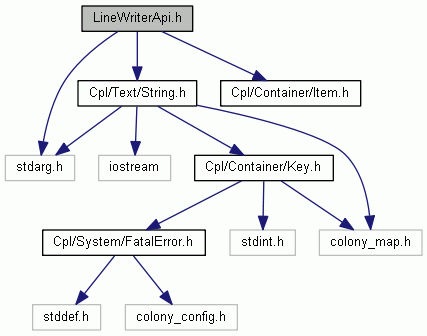 LineWriterApi.h
Cpl/Text/String.h
Cpl/Container/Item.h
stdarg.h
iostream
Cpl/Container/Key.h
Cpl/System/FatalError.h
stdint.h
colony_map.h
stddef.h
colony_config.h